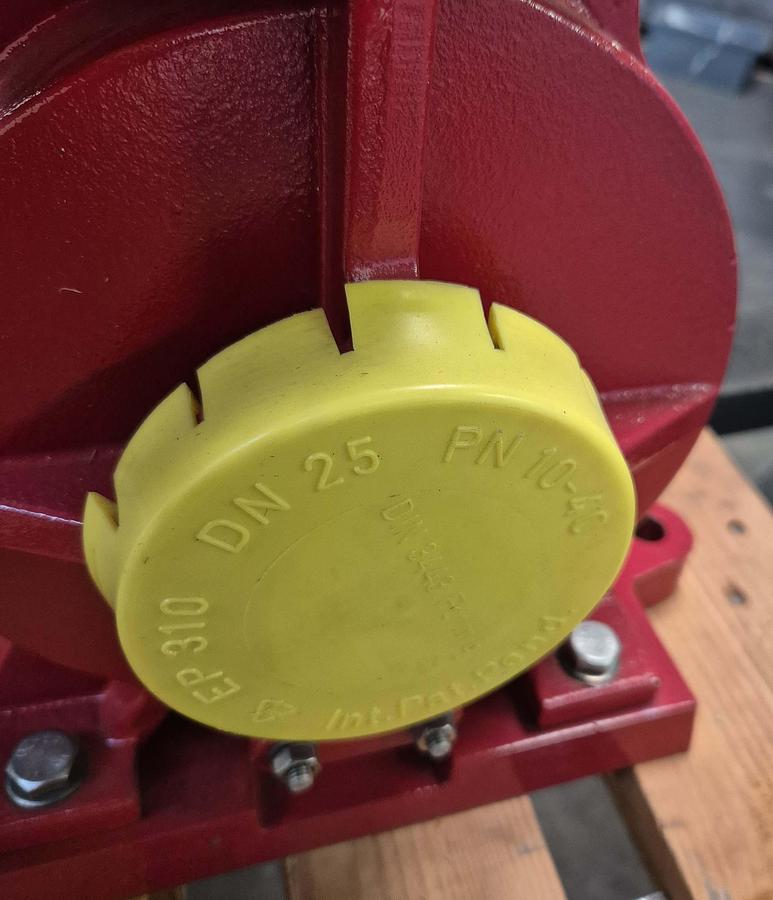 DN 25
PN 10-40
EP 310
Int. Pat. Pend.